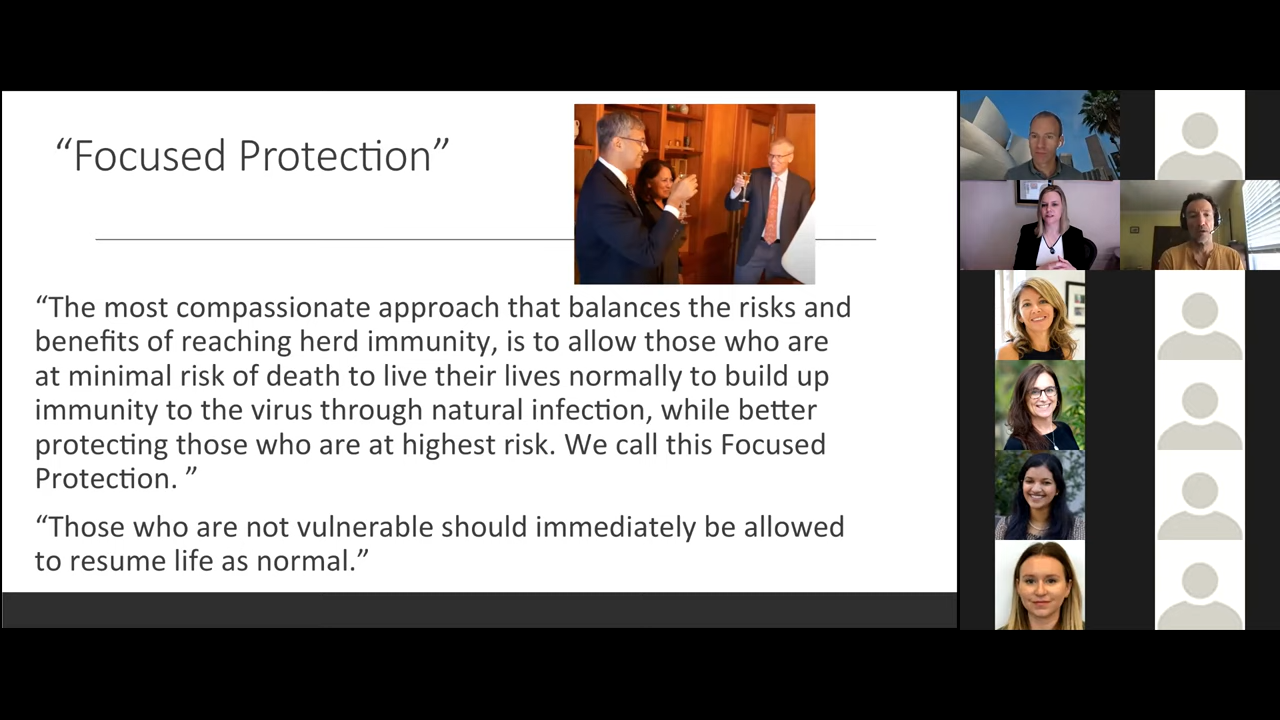 “Focused Protection”
“The most compassionate approach that balances the risks and
benefits of reaching herd immunity, is to allow those who are
at minimal risk of death to live their lives normally to build up
immunity to the virus through natural infection, while better
protecting those who are at highest risk. We call this Focused
Protection. ”
“Those who are not vulnerable should immediately be allowed
to resume life as normal.”